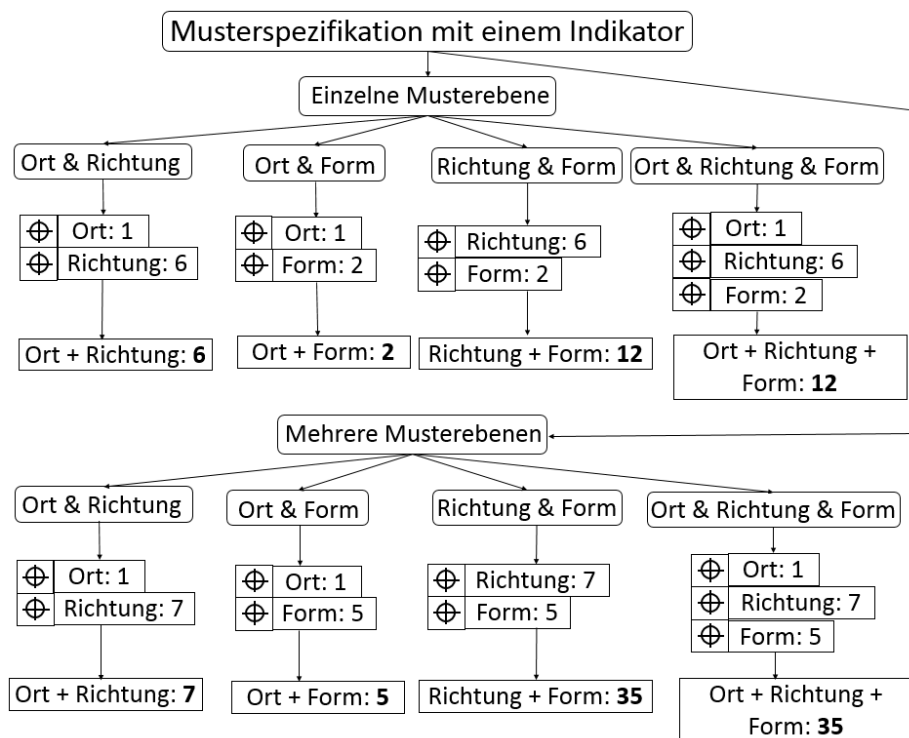 Musterspezifikation mit einem Indikator
Einzelne Musterebene
Ort & Richtung
Ort: 1
Richtung: 6
Ort + Richtung: 6
Ort & Form
Ort: 1
Form: 2
Ort + Form: 2
Richtung & Form
Richtung: 6
Form: 2
Richtung + Form: 12
Ort & Richtung & Form
Ort: 1
Richtung: 6
Form: 2
Ort + Richtung +
Form: 12
Mehrere Musterebenen
Ort & Richtung
Ort: 1
Richtung: 7
Ort + Richtung: 7
Ort & Form
Ort: 1
Form: 5
Ort + Form: 5
Richtung & Form
Richtung: 7
Form: 5
Richtung + Form: 35
Ort & Richtung & Form
Ort: 1
Richtung: 7
Form: 5
Ort + Richtung +
Form: 35